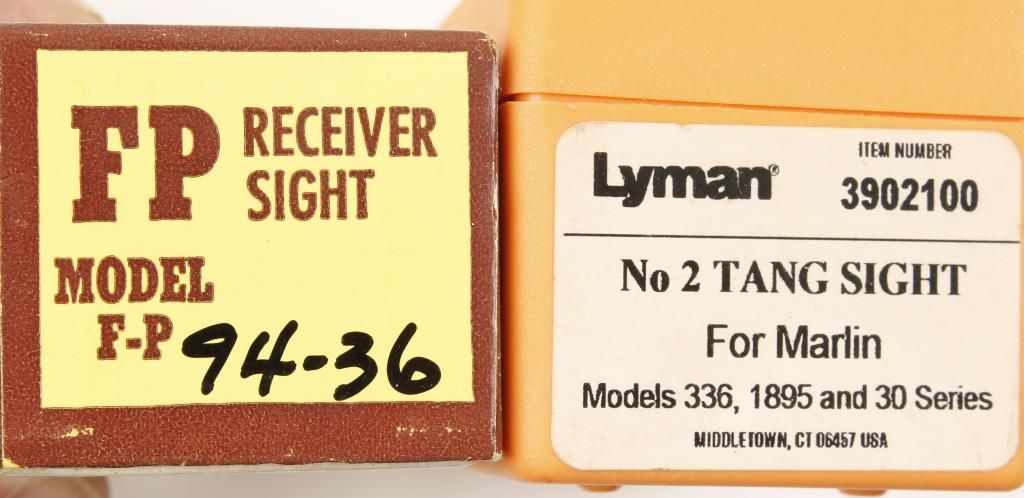 FP RECEIVER
SIGHT
MODEL
F-P 94-36
Lyman®
ITEM NUMBER
3902100
No 2 TANG SIGHT
For Marlin
Models 336, 1895 and 30 Series
MIDDLETOWN, CT 06457 USA